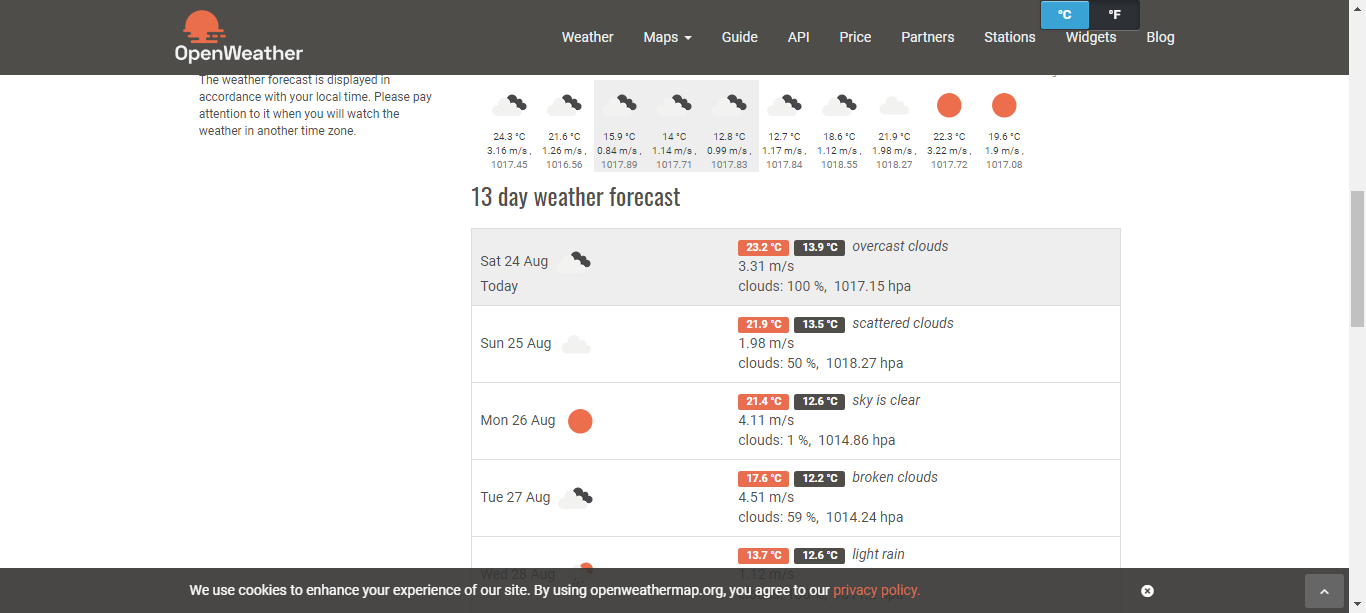 °C °F
OpenWeather
Weather Maps Guide API Price Partners Stations Widgets Blog
The weather forecast is displayed in
accordance with your local time. Please pay
attention to it when you will watch the
weather in another time zone.
24.3 °C 21.6 °C 15.9 °C 14 °C 12.8 °C 12.7 °C 18.6 °C 21.9 °C 22.3 °C 19.6 °C
3.16 m/s , 1.26 m/s , 0.84 m/s , 1.14 m/s , 0.99 m/s , 1.17 m/s , 1.12 m/s , 1.98 m/s , 3.22 m/s , 1.9 m/s ,
1017.45 1016.56 1017.89 1017.71 1017.83 1017.84 1018.55 1018.27 1017.72 1017.08
13 day weather forecast
Sat 24 Aug
Today
23.2 °C 13.9 °C overcast clouds
3.31 m/s
clouds: 100 %, 1017.15 hpa
Sun 25 Aug
21.9 °C 13.5 °C scattered clouds
1.98 m/s
clouds: 50 %, 1018.27 hpa
Mon 26 Aug
21.4 °C 12.6 °C sky is clear
4.11 m/s
clouds: 1 %, 1014.86 hpa
Tue 27 Aug
17.6 °C 12.2 °C broken clouds
4.51 m/s
clouds: 59 %, 1014.24 hpa
Wed 28 Aug
13.7 °C 12.6 °C light rain
1.12 m/s
We use cookies to enhance your experience of our site. By using openweathermap.org, you agree to our privacy policy.